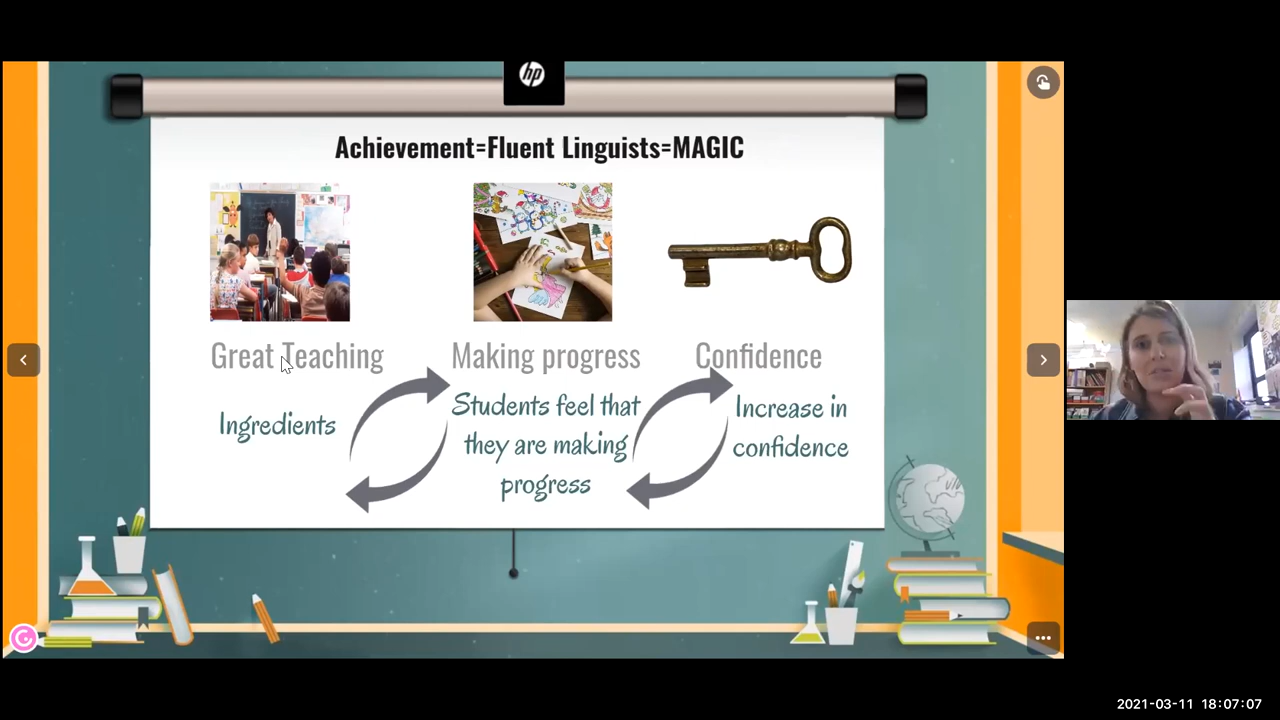 hp
Achievement=Fluent Linguists=MAGIC
Great Teaching
Making progress
Confidence
Ingredients
Students feel that
they are making
progress
Increase in
confidence
2021-03-11 18:07:07